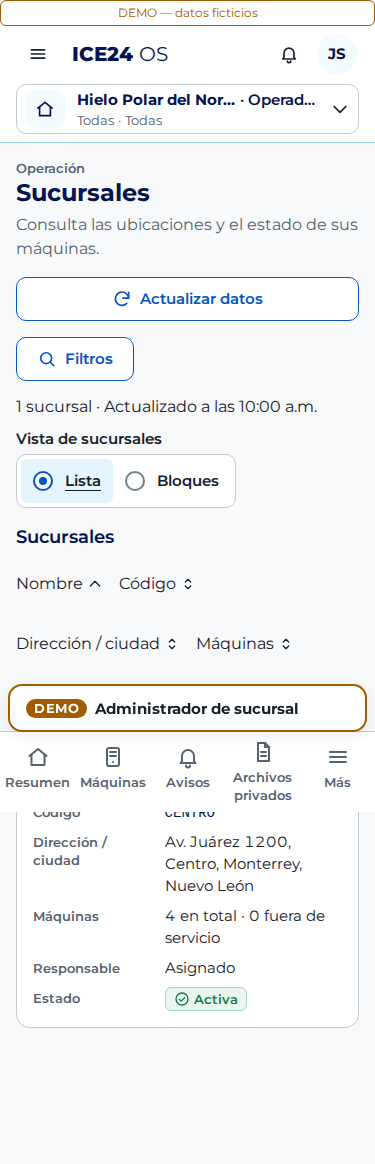 DEMO — datos ficticios
ICE24 OS
JS
Hielo Polar del Nor... · Operad...
Todas · Todas
Operación
Sucursales
Consulta las ubicaciones y el estado de sus
máquinas.
Actualizar datos
Filtros
1 sucursal · Actualizado a las 10:00 a.m.
Vista de sucursales
Lista
Bloques
Sucursales
Nombre
Código
Dirección / ciudad
Máquinas
DEMO Administrador de sucursal
Resumen
Máquinas
Avisos
Archivos
privados
Más
Código
CENTRO
Dirección /
ciudad
Av. Juárez 1200,
Centro, Monterrey,
Nuevo León
Máquinas
4 en total · 0 fuera de
servicio
Responsable
Asignado
Estado
Activa